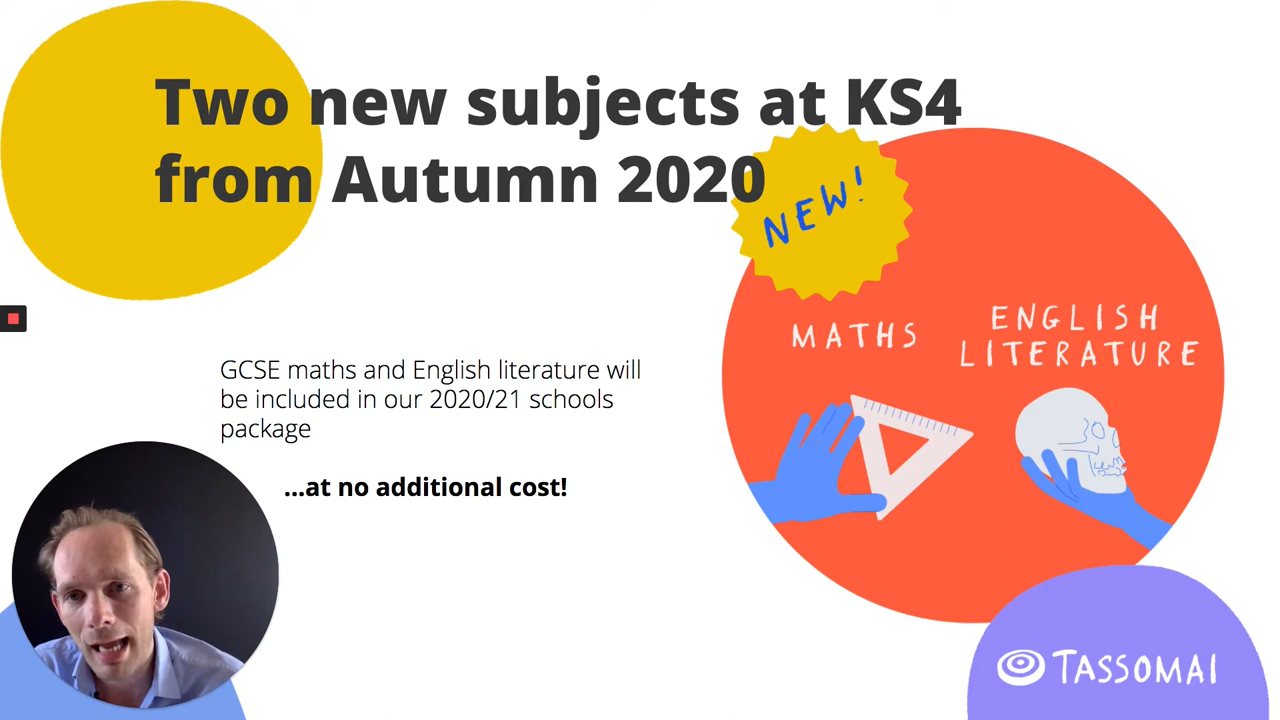 Two new subjects at KS4
from Autumn 2020
NEW!
MATHS
ENGLISH
LITERATURE
GCSE maths and English literature will
be included in our 2020/21 schools
package
...at no additional cost!
TASSOMAI